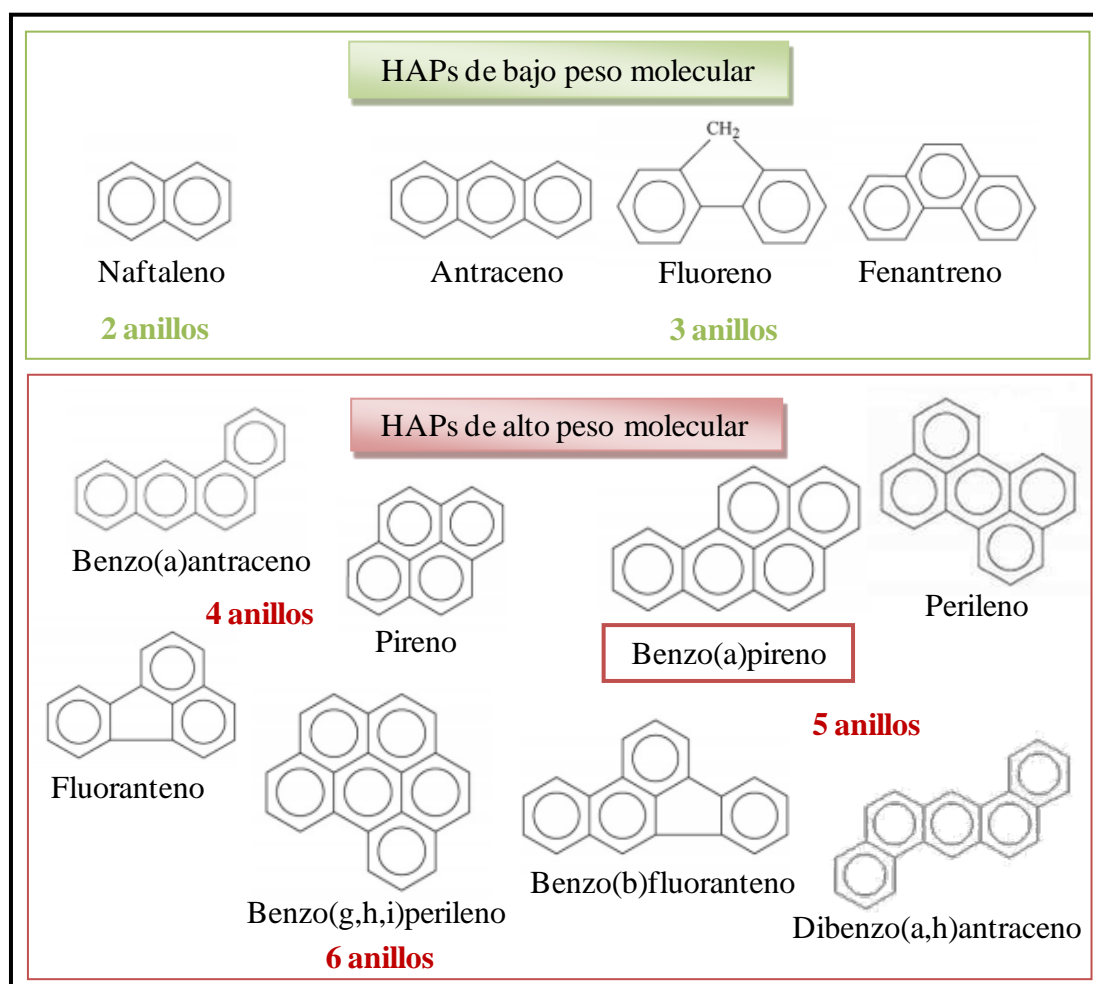 HAPs de bajo peso molecular
CH2
Naftaleno
Antraceno
Fluoreno
Fenantreno
2 anillos
3 anillos
HAPs de alto peso molecular
Benzo(a)antraceno
4 anillos
Pireno
Benzo(a)pireno
Perileno
5 anillos
Fluoranteno
Benzo(g,h,i)perileno
6 anillos
Benzo(b)fluoranteno
Dibenzo(a,h)antraceno